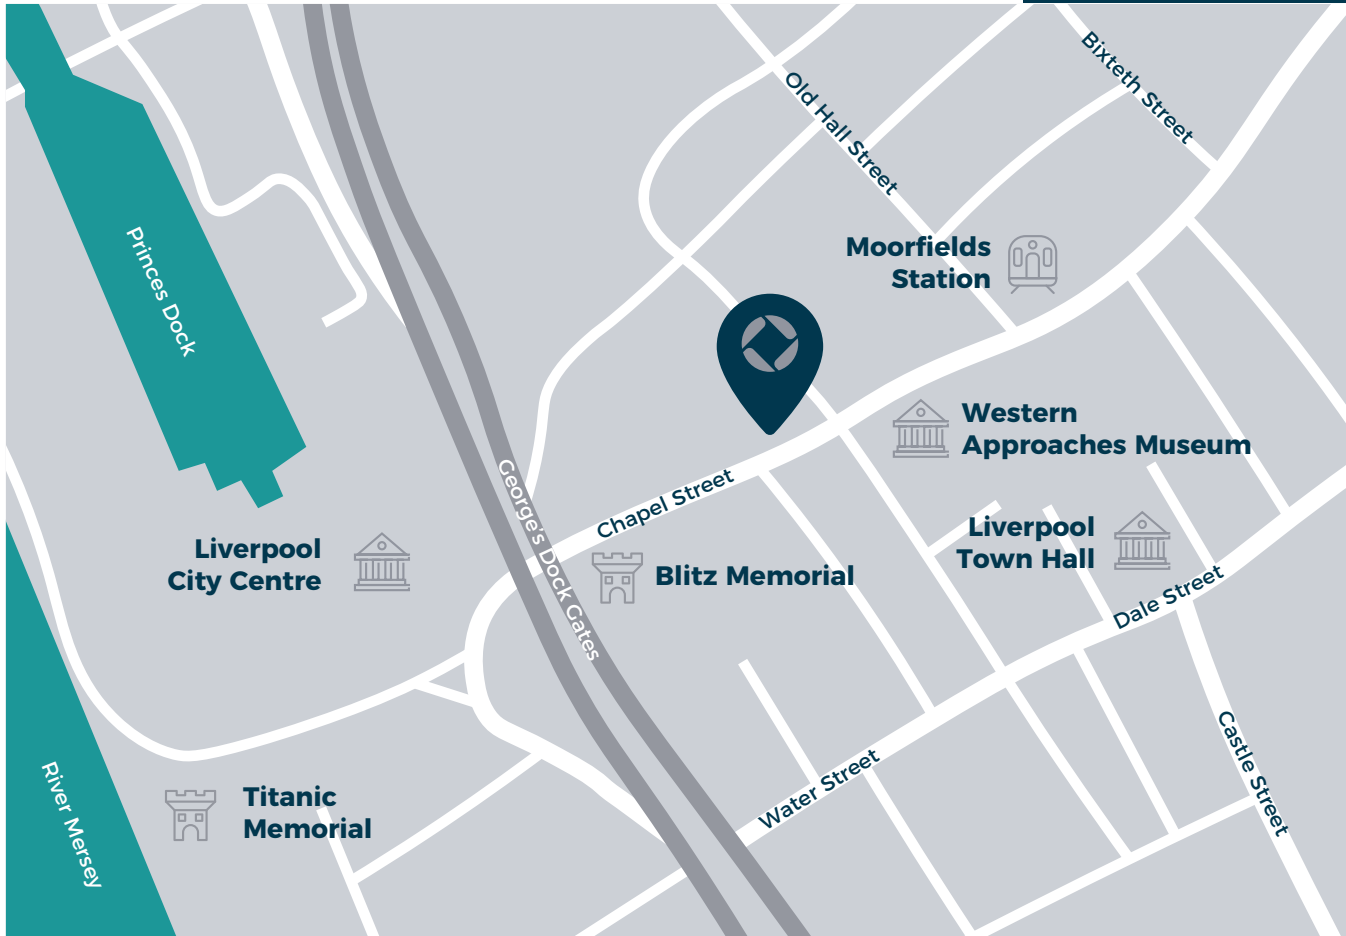 Bixteth Street
Old Hall Street
Princes Dock
Moorfields
Station
Western
Approaches Museum
Chapel Street
George's Dock Gates
Liverpool
City Centre
Blitz Memorial
Liverpool
Town Hall
Dale Street
Castle Street
Water Street
River Mersey
Titanic
Memorial